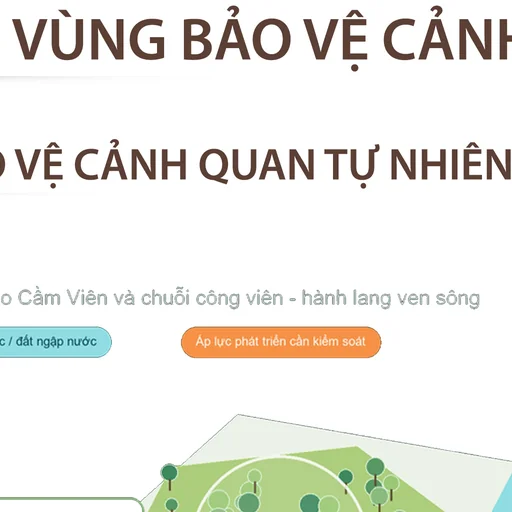 VÙNG BẢO VỆ CẢNH
VỆ CẢNH QUAN TỰ NHIÊN
o Cầm Viên và chuỗi công viên - hành lang ven sông
c / đất ngập nước
Áp lực phát triển cần kiểm soát